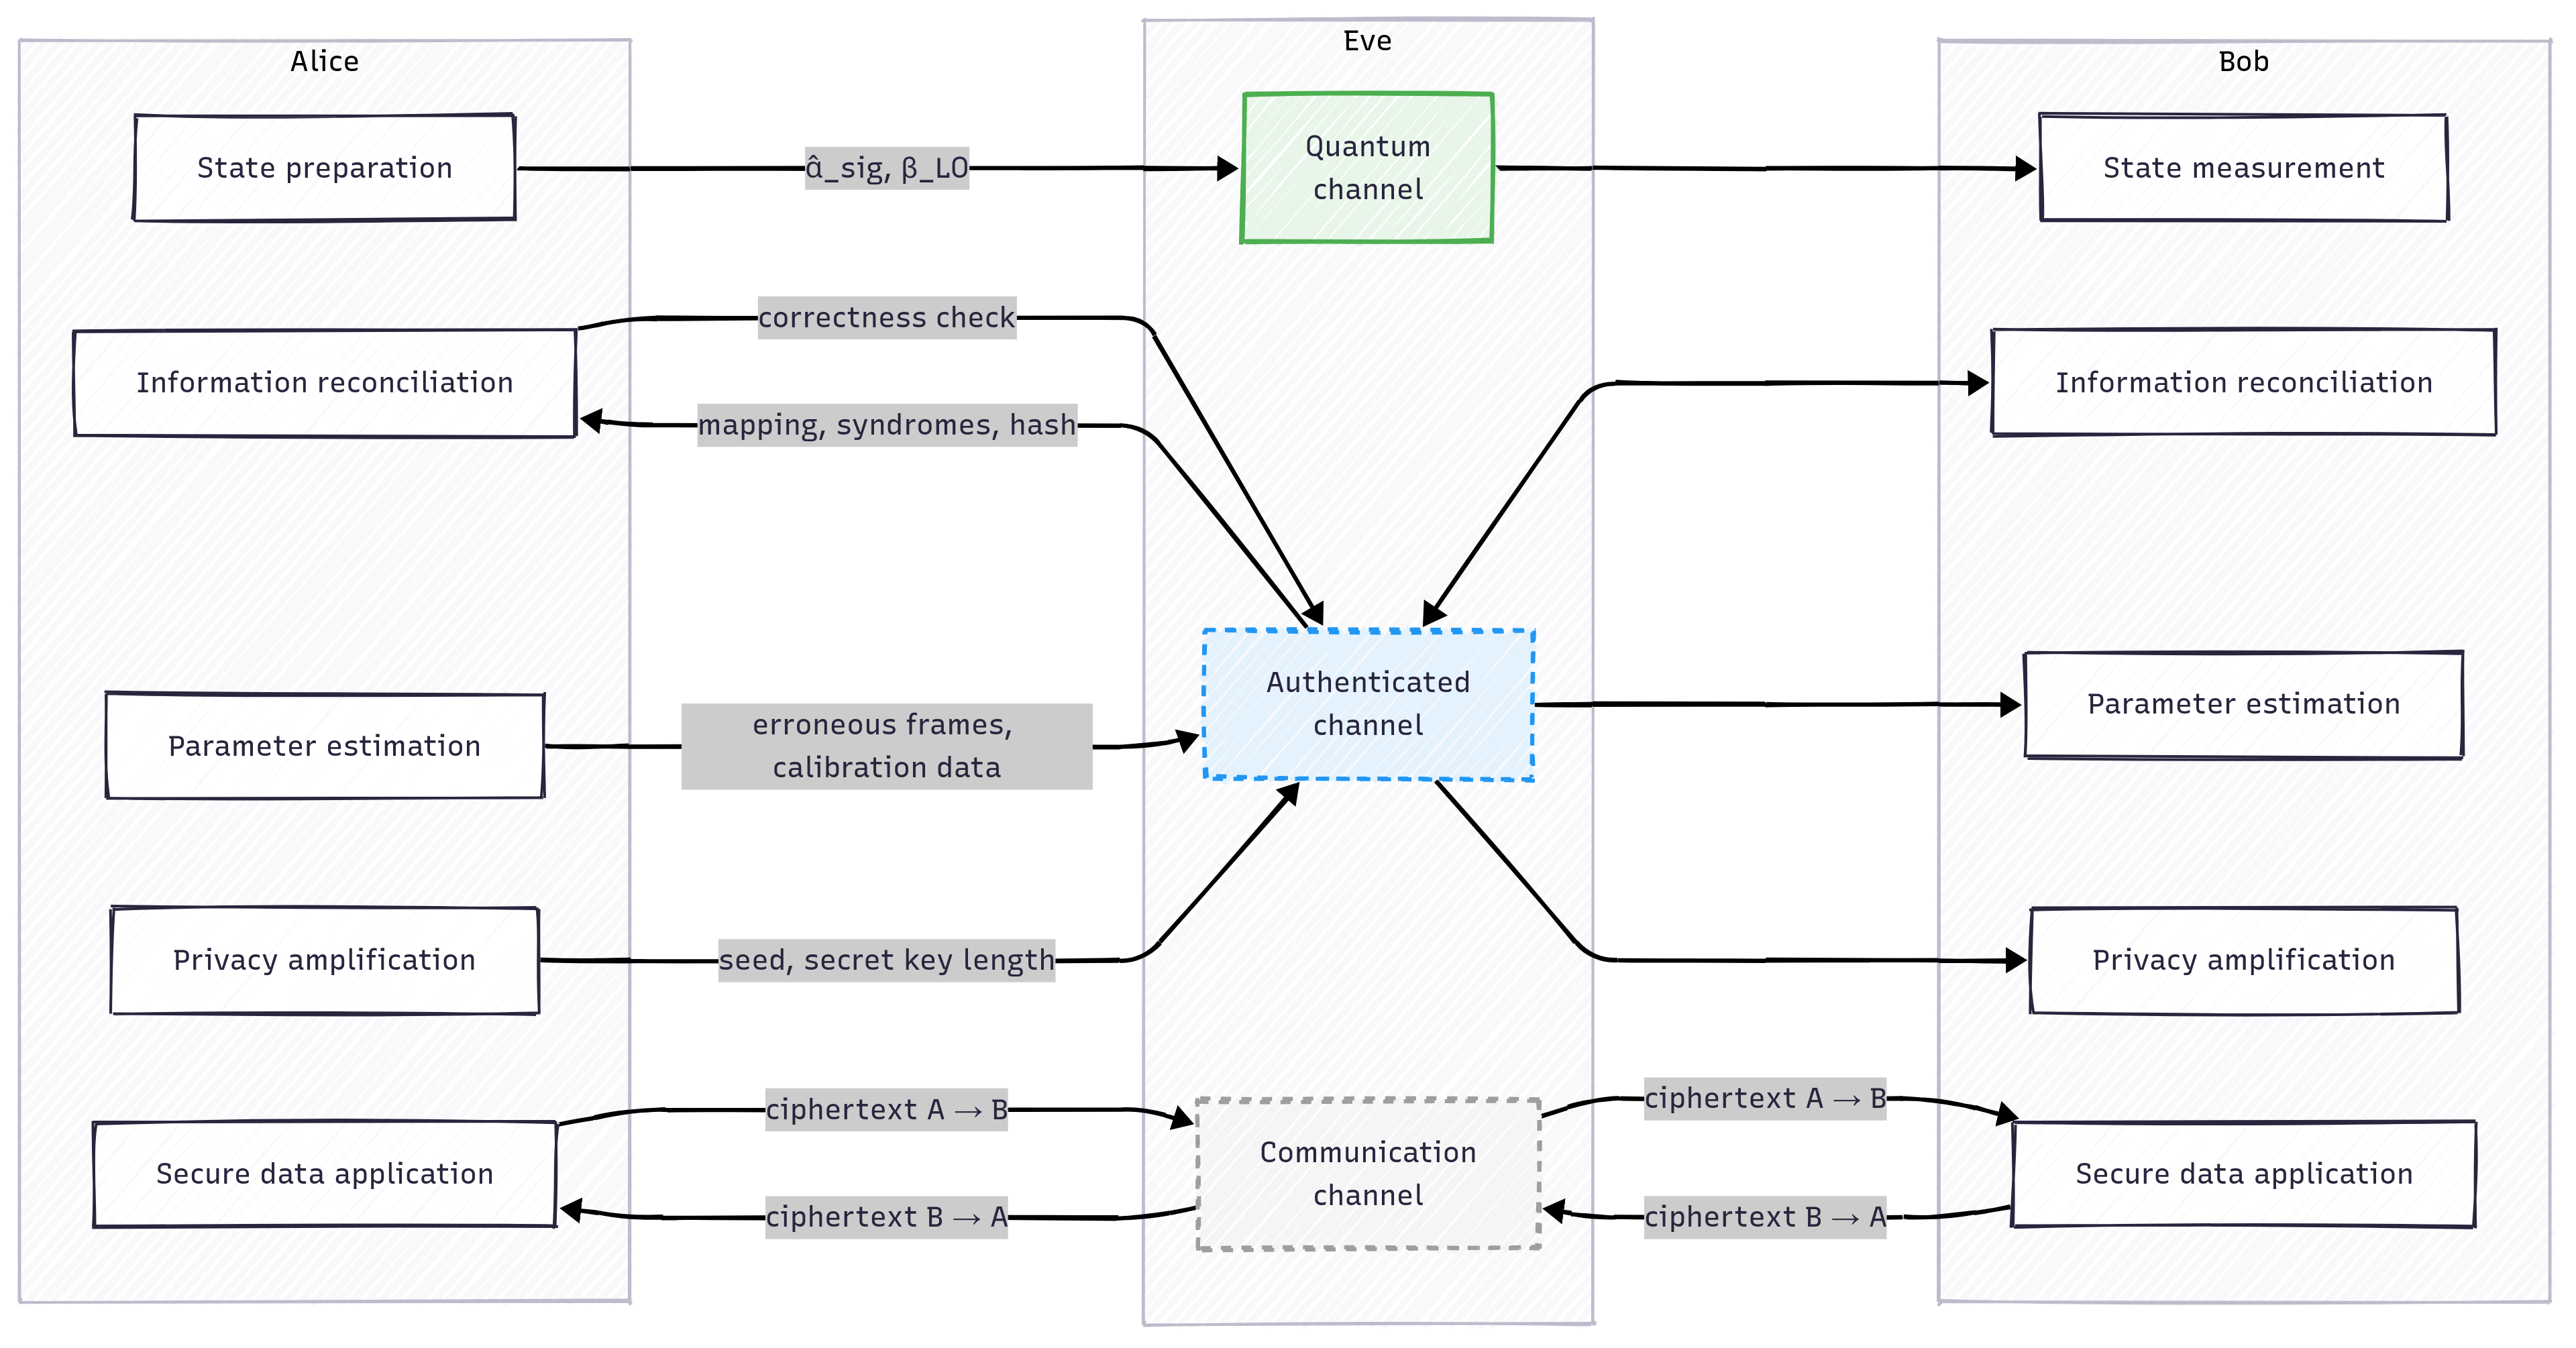 Alice
Eve
Bob
State preparation
α̂_sig, β_LO
Quantum
channel
State measurement
correctness check
Information reconciliation
mapping, syndromes, hash
Information reconciliation
Authenticated
channel
Parameter estimation
erroneous frames,
calibration data
Parameter estimation
Privacy amplification
seed, secret key length
Privacy amplification
ciphertext A → B
ciphertext A → B
Secure data application
Communication
channel
Secure data application
ciphertext B → A
ciphertext B → A